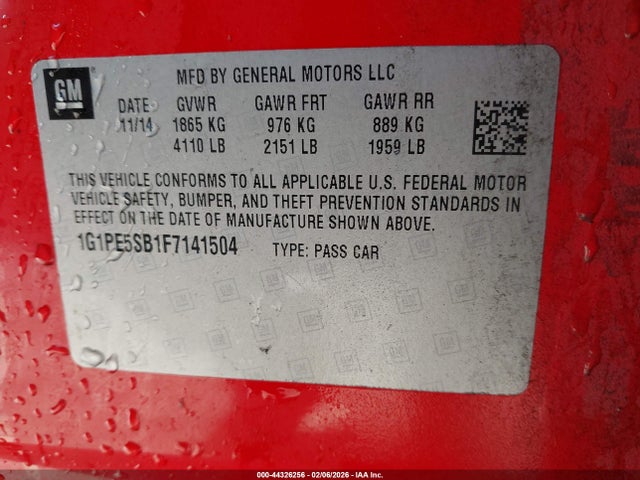 GM
MFD BY GENERAL MOTORS LLC
DATE GVWR GAWR FRT GAWR RR
11/14 1865 KG 976 KG 889 KG
4110 LB 2151 LB 1959 LB
THIS VEHICLE CONFORMS TO ALL APPLICABLE U.S. FEDERAL MOTOR
VEHICLE SAFETY, BUMPER, AND THEFT PREVENTION STANDARDS IN
EFFECT ON THE DATE OF MANUFACTURE SHOWN ABOVE.
1G1PE5SB1F7141504 TYPE: PASS CAR
000-44326256 - 02/06/2026 - IAA Inc.